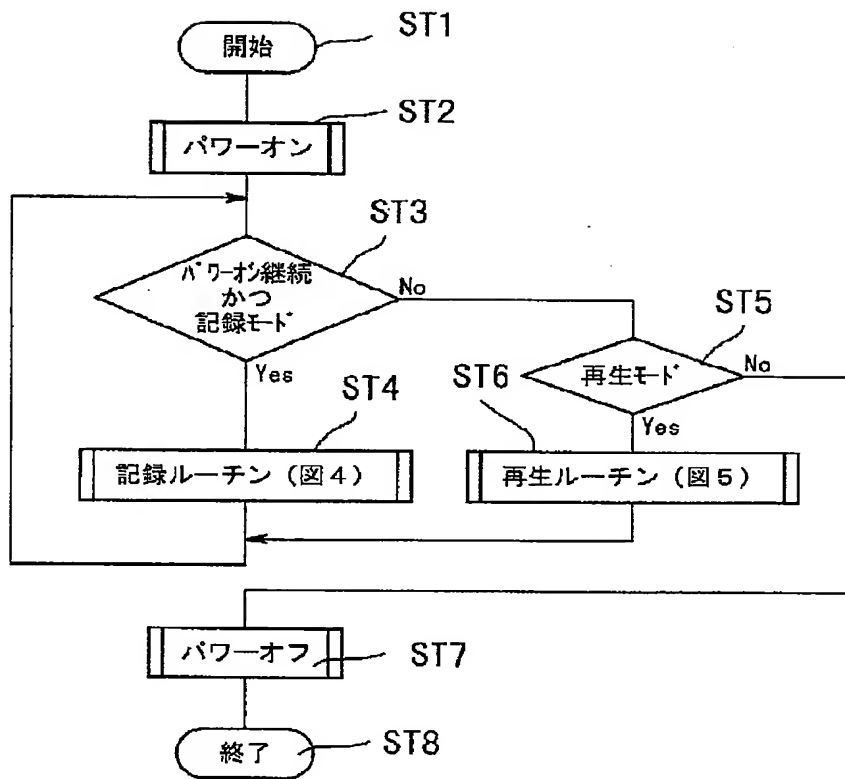 開始
ST1
パワーオン
ST2
パワーオン継続
かつ
記録モード
ST3
No
Yes
再生モード
ST5
No
Yes
記録ルーチン（図４）
ST4
再生ルーチン（図５）
ST6
パワーオフ
ST7
終了
ST8